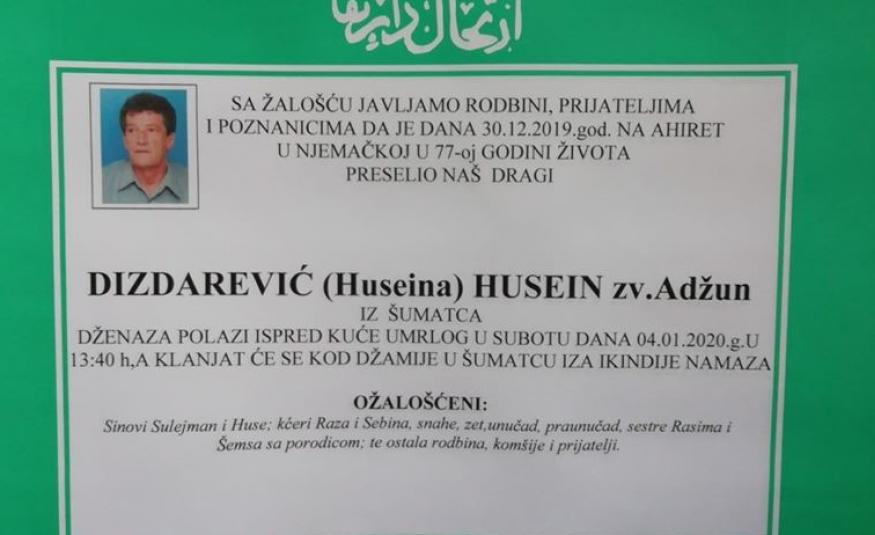 ارتحال دار بقا
SA ŽALOŠĆU JAVLJAMO RODBINI, PRIJATELJIMA
I POZNANICIMA DA JE DANA 30.12.2019.god. NA AHIRET
U NJEMAČKOJ U 77-oj GODINI ŽIVOTA
PRESELIO NAŠ DRAGI
DIZDAREVIĆ (Huseina) HUSEIN zv.Adžun
IZ ŠUMATCA
DŽENAZA POLAZI ISPRED KUĆE UMRLOG U SUBOTU DANA 04.01.2020.g.U
13:40 h,A KLANJAT ĆE SE KOD DŽAMIJE U ŠUMATCU IZA IKINDIJE NAMAZA
OŽALOŠĆENI:
Sinovi Sulejman i Huse; kćeri Raza i Sebina, snahe, zet,unučad, praunučad, sestre Rasima i
Šemsa sa porodicom; te ostala rodbina, komšije i prijatelji.